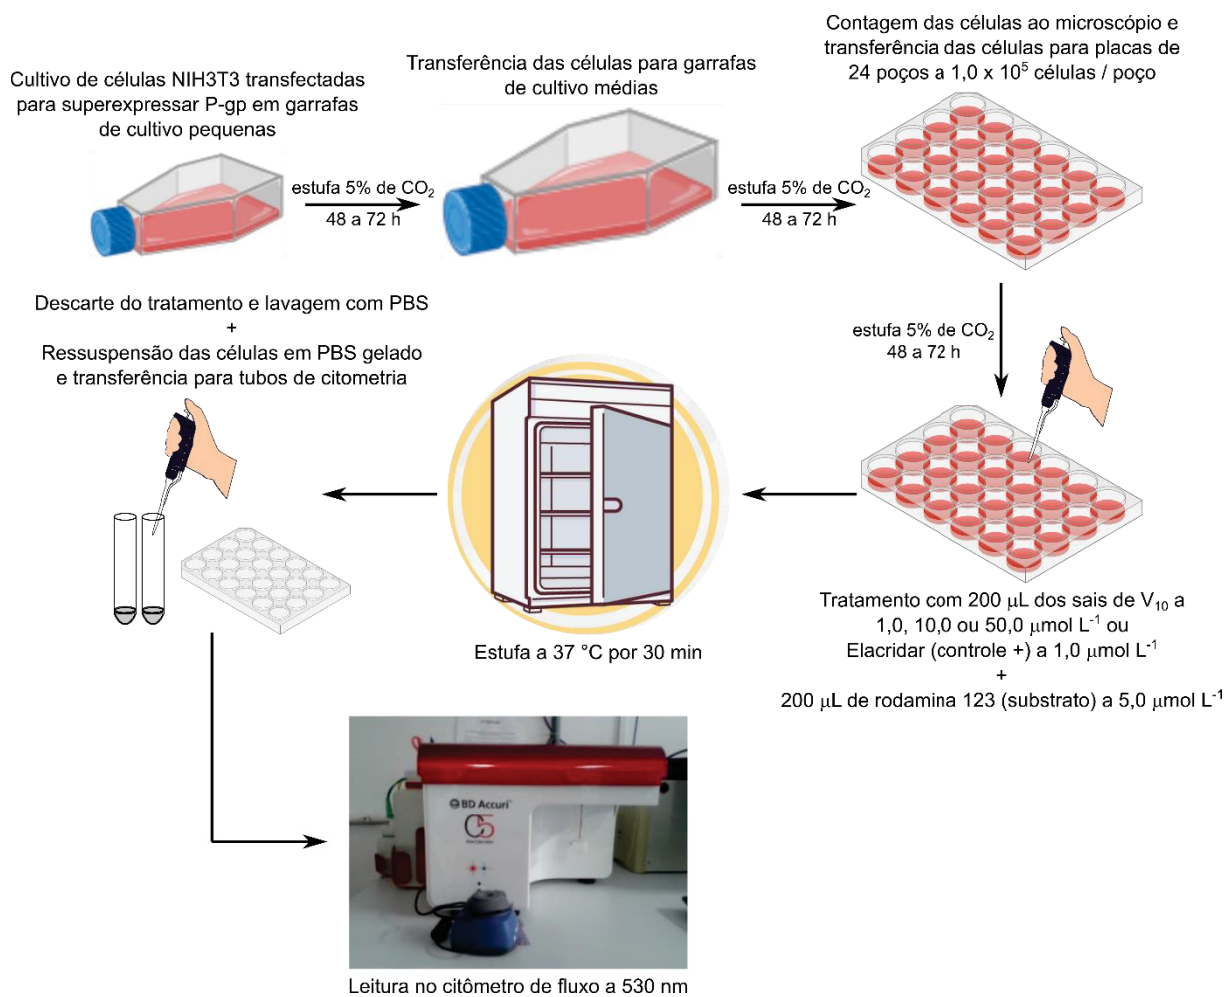 Cultivo de células NIH3T3 transfectadas
para superexpressar P-gp em garrafas
de cultivo pequenas
estufa 5% de CO₂
48 a 72 h
Transferência das células para garrafas
de cultivo médias
estufa 5% de CO₂
48 a 72 h
Contagem das células ao microscópio e
transferência das células para placas de
24 poços a 1,0 x 10⁵ células / poço
estufa 5% de CO₂
48 a 72 h
Tratamento com 200 μL dos sais de V₁₀ a
1,0, 10,0 ou 50,0 μmol L⁻¹ ou
Elacridar (controle +) a 1,0 μmol L⁻¹
+
200 μL de rodamina 123 (substrato) a 5,0 μmol L⁻¹
Estufa a 37 °C por 30 min
Descarte do tratamento e lavagem com PBS
+
Ressuspensão das células em PBS gelado
e transferência para tubos de citometria
BD Accuri™
C5
Leitura no citômetro de fluxo a 530 nm